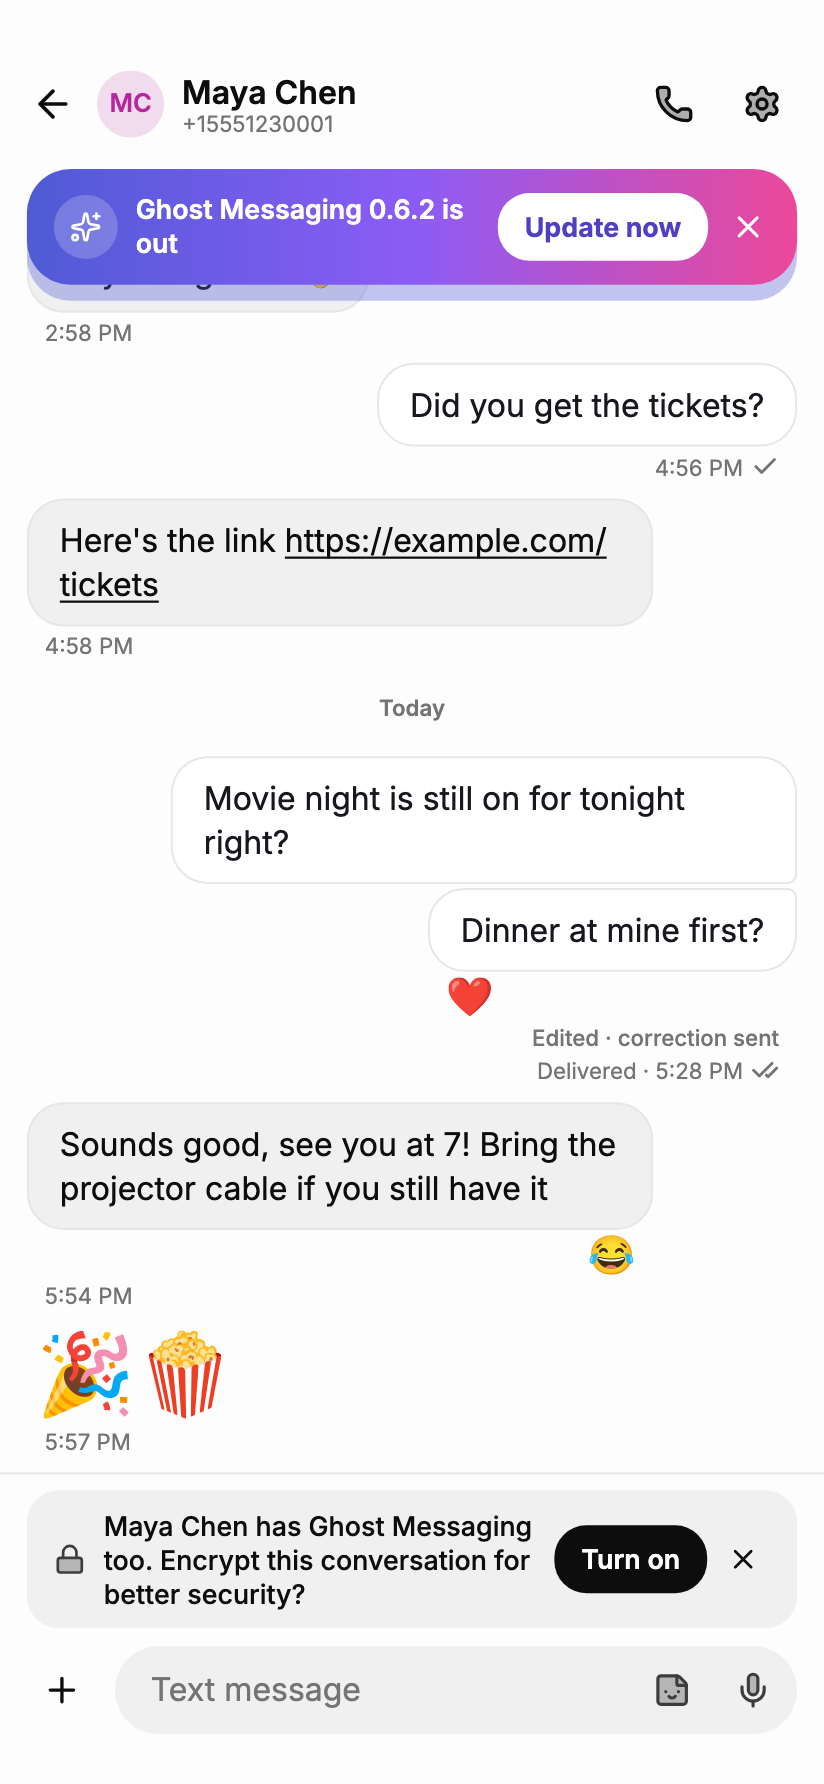 MC
Maya Chen
+15551230001
Ghost Messaging 0.6.2 is
out
Update now
2:58 PM
Did you get the tickets?
4:56 PM
Here's the link https://example.com/
tickets
4:58 PM
Today
Movie night is still on for tonight
right?
Dinner at mine first?
Edited · correction sent
Delivered · 5:28 PM
Sounds good, see you at 7! Bring the
projector cable if you still have it
5:54 PM
5:57 PM
Maya Chen has Ghost Messaging
too. Encrypt this conversation for
better security?
Turn on
Text message